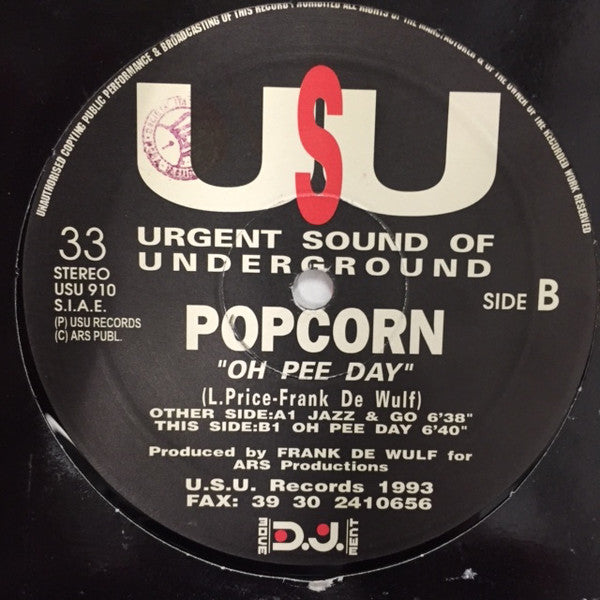 UNAUTHORISED COPYING PUBLIC PERFORMANCE & BROADCASTING OF THIS RECORD PROHIBITED ALL RIGHTS OF THE MANUFACTURER & OF THE OWNER OF THE RECORDED WORK RESERVED
USU
33
URGENT SOUND OF
UNDERGROUND
STEREO
USU 910
S.I.A.E.
(P) USU RECORDS
(C) ARS PUBL.
SIDE B
POPCORN
"OH PEE DAY"
(L.Price-Frank De Wulf)
OTHER SIDE:A1 JAZZ & GO 6'38"
THIS SIDE:B1 OH PEE DAY 6'40"
Produced by FRANK DE WULF for
ARS Productions
U.S.U. Records 1993
FAX: 39 30 2410656
MOVE
D.J.
MENT